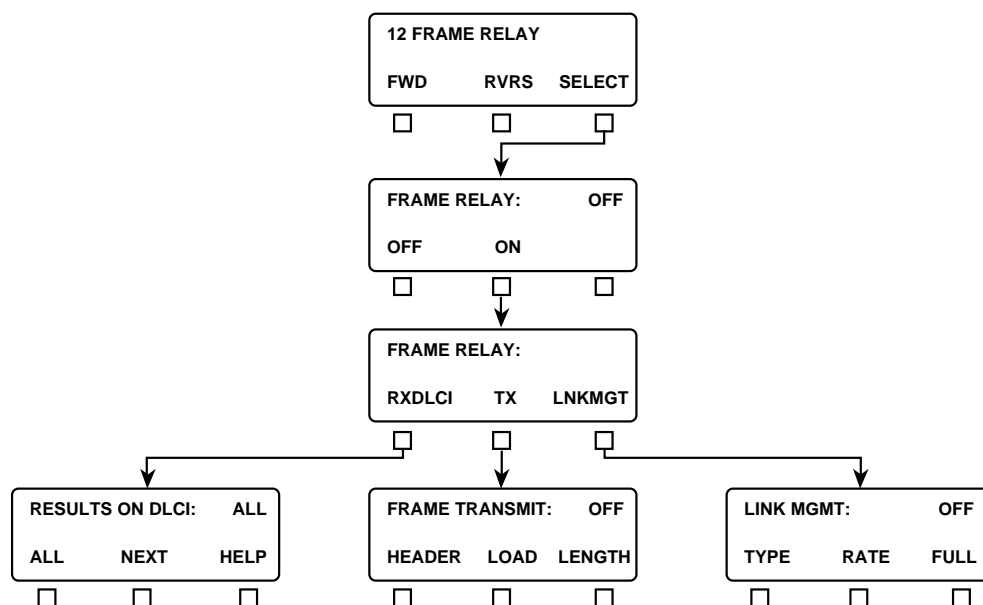 12 FRAME RELAY
FWD RVRS SELECT
FRAME RELAY: OFF
OFF ON
FRAME RELAY:
RXDLCI TX LNKMGT
RESULTS ON DLCI: ALL
ALL NEXT HELP
FRAME TRANSMIT: OFF
HEADER LOAD LENGTH
LINK MGMT: OFF
TYPE RATE FULL